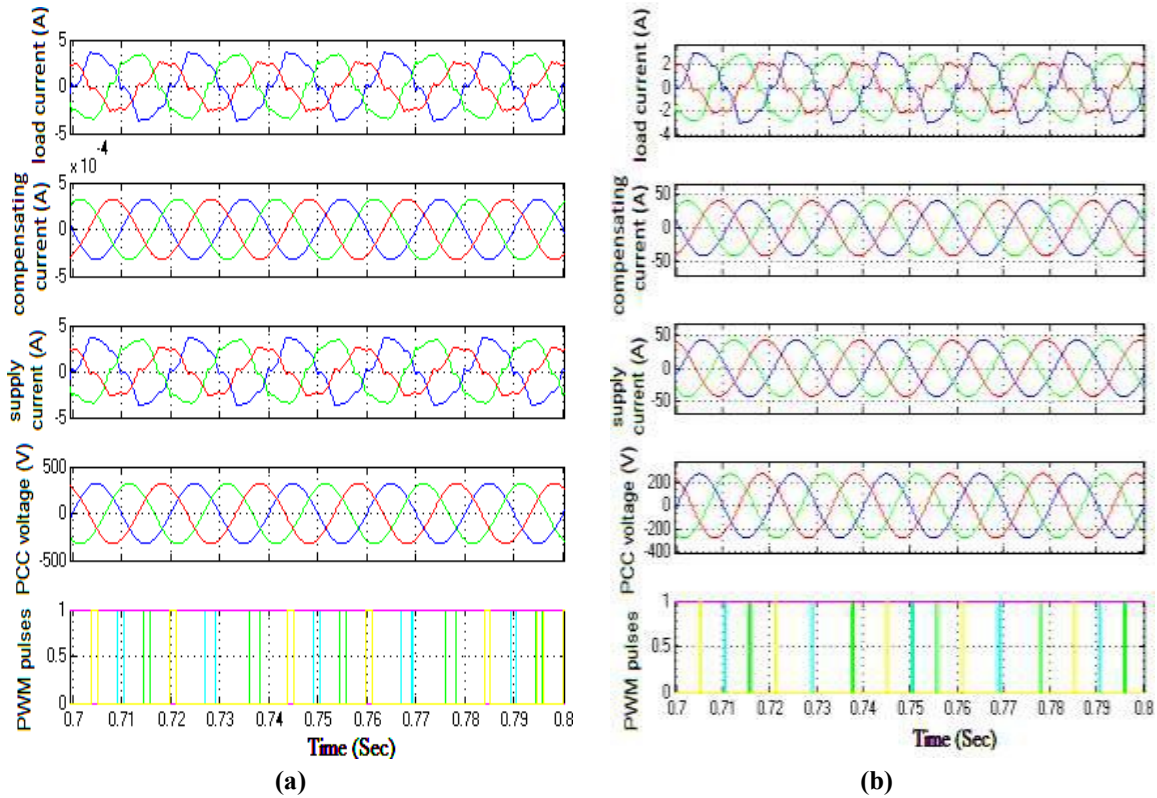 load current (A)
5
0
-5
x 10
-4
compensating
current (A)
5
0
-5
supply
current (A)
5
0
-5
PCC voltage (V)
500
0
-500
PWM pulses
1
0.5
0
0.7 0.71 0.72 0.73 0.74 0.75 0.76 0.77 0.78 0.79 0.8
Time (Sec)
(a)
load current (A)
2
0
-2
-4
compensating
current (A)
50
0
-50
supply
current (A)
50
0
-50
PCC voltage (V)
200
0
-200
-400
PWM pulses
1
0.5
0
0.7 0.71 0.72 0.73 0.74 0.75 0.76 0.77 0.78 0.79 0.8
Time (Sec)
(b)